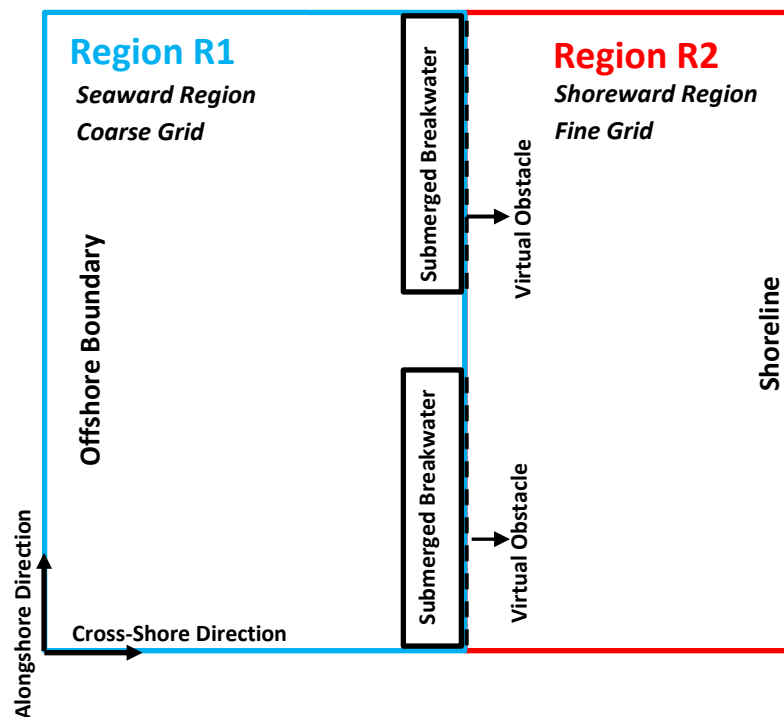 Region R1
Seaward Region
Coarse Grid
Offshore Boundary
Submerged Breakwater
Virtual Obstacle
Submerged Breakwater
Virtual Obstacle
Region R2
Shoreward Region
Fine Grid
Shoreline
Alongshore Direction
Cross-Shore Direction